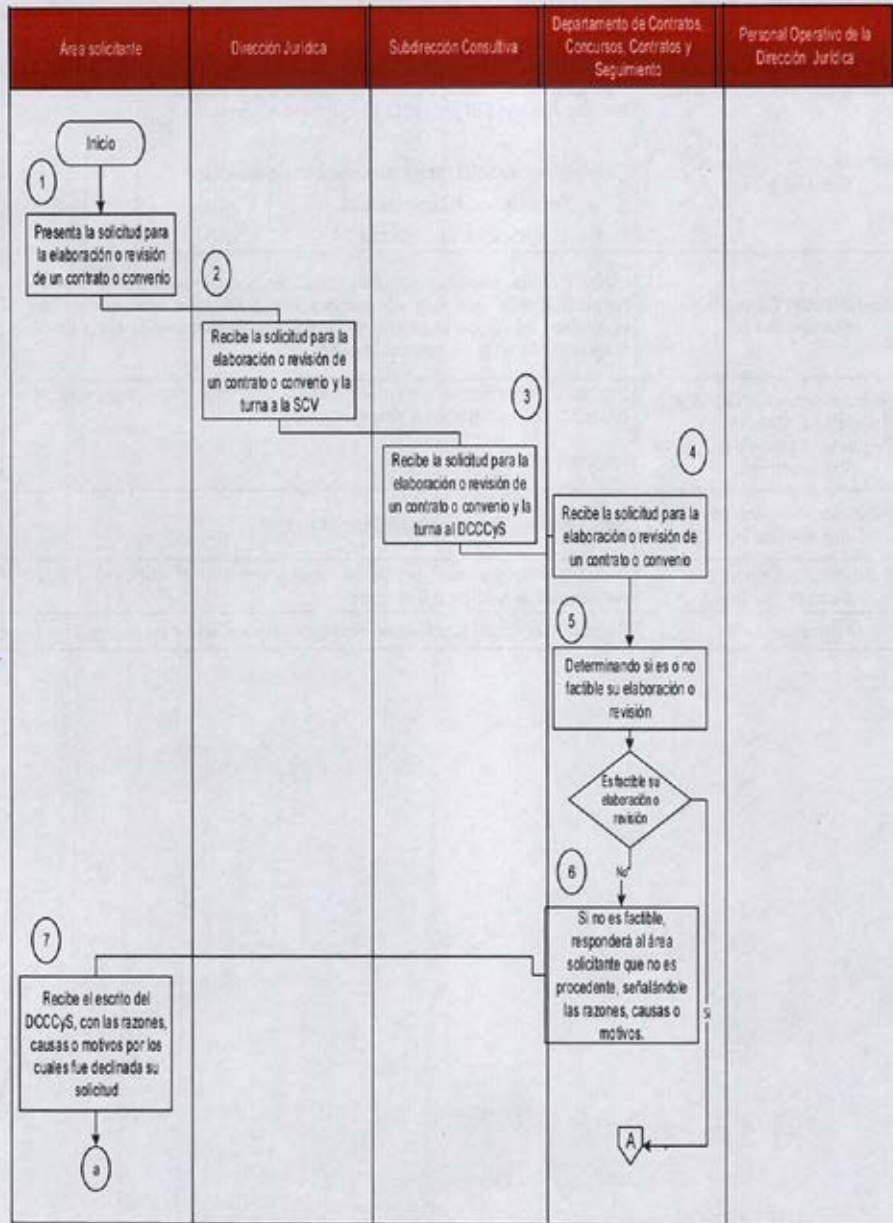 Área solicitante
Dirección Jurídica
Subdirección Consultiva
Departamento de Contratos,
Concursos, Contratos y
Seguimiento
Personal Operativo de la
Dirección Jurídica
Inicio
1
Presenta la solicitud para
la elaboración o revisión
de un contrato o convenio
2
Recibe la solicitud para la
elaboración o revisión de
un contrato o convenio y la
turna a la SCV
3
Recibe la solicitud para la
elaboración o revisión de
un contrato o convenio y la
turna al DCCCyS
4
Recibe la solicitud para la
elaboración o revisión de
un contrato o convenio
5
Determinando si es o no
factible su elaboración o
revisión
Es factible su
elaboración o
revisión
No
6
Si no es factible,
responderá al área
solicitante que no es
procedente, señalándole
las razones, causas o
motivos.
Si
7
Recibe el escrito del
DCCCyS, con las razones,
causas o motivos por los
cuales fue declinada su
solicitud
A
a